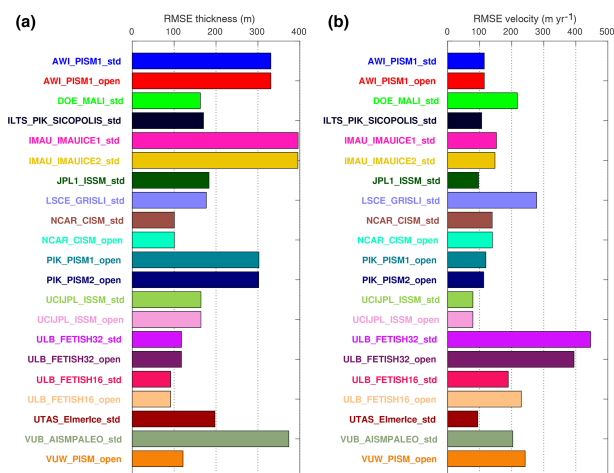 (a)
RMSE thickness (m)
0 100 200 300 400
AWI_PISM1_std
AWI_PISM1_open
DOE_MALI_std
ILTS_PIK_SICOPOLIS_std
IMAU_IMAUICE1_std
IMAU_IMAUICE2_std
JPL1_ISSM_std
LSCE_GRISLI_std
NCAR_CISM_std
NCAR_CISM_open
PIK_PISM1_open
PIK_PISM2_open
UCIJPL_ISSM_std
UCIJPL_ISSM_open
ULB_FETISH32_std
ULB_FETISH32_open
ULB_FETISH16_std
ULB_FETISH16_open
UTAS_ElmerIce_std
VUB_AISMPALEO_std
VUW_PISM_open
(b)
RMSE velocity (m yr⁻¹)
0 100 200 300 400 500
AWI_PISM1_std
AWI_PISM1_open
DOE_MALI_std
ILTS_PIK_SICOPOLIS_std
IMAU_IMAUICE1_std
IMAU_IMAUICE2_std
JPL1_ISSM_std
LSCE_GRISLI_std
NCAR_CISM_std
NCAR_CISM_open
PIK_PISM1_open
PIK_PISM2_open
UCIJPL_ISSM_std
UCIJPL_ISSM_open
ULB_FETISH32_std
ULB_FETISH32_open
ULB_FETISH16_std
ULB_FETISH16_open
UTAS_ElmerIce_std
VUB_AISMPALEO_std
VUW_PISM_open